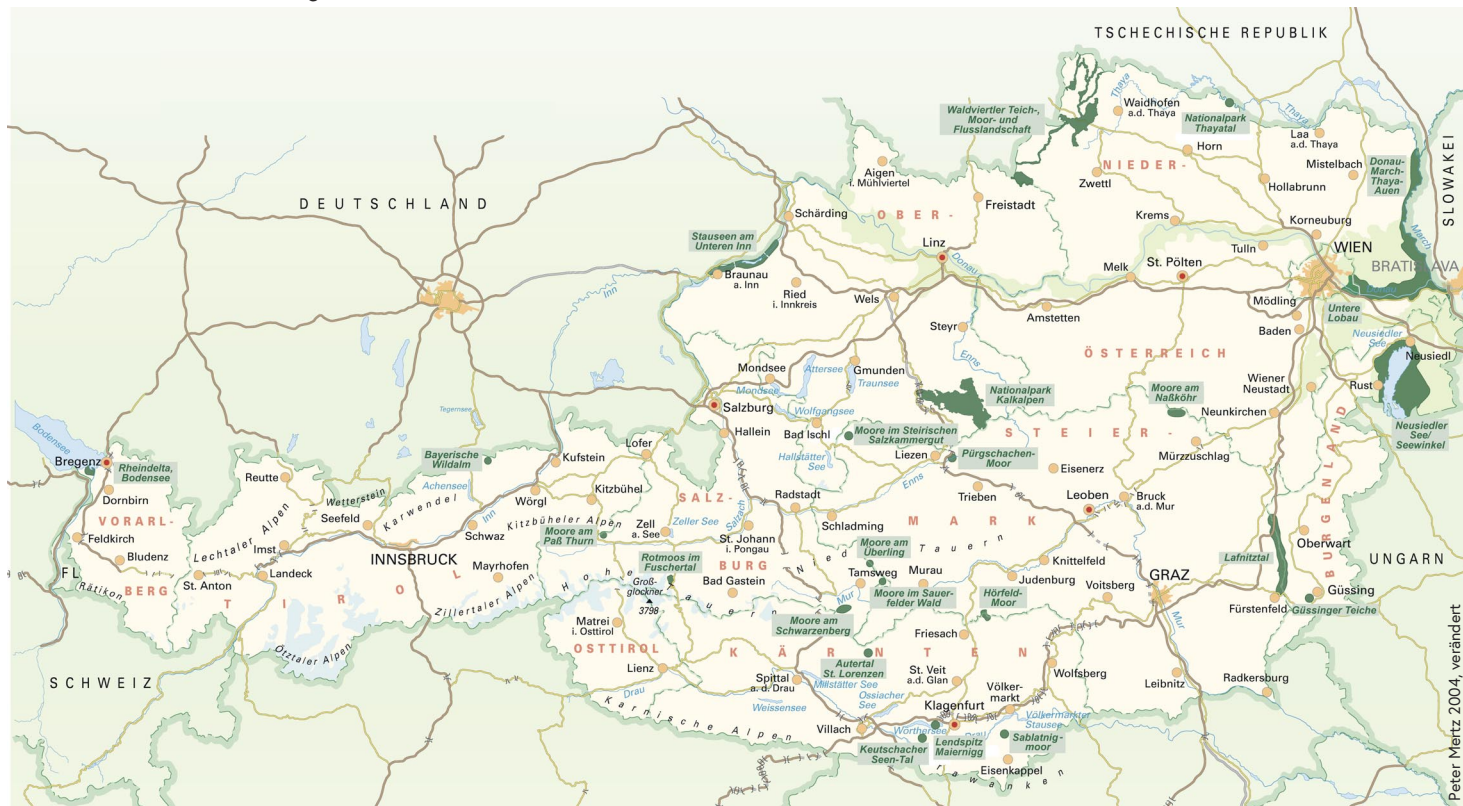 TSCHECHISCHE REPUBLIK
DEUTSCHLAND
SLOWAKEI
UNGARN
SCHWEIZ
FL
Waldviertler Teich-,
Moor- und
Flusslandschaft
Thaya
Waidhofen
a.d. Thaya
Nationalpark
Thayatal
Thaya
Laa
a.d. Thaya
Horn
Mistelbach
Donau-
March-
Thaya-
Auen
NIEDER-
Zwettl
Hollabrunn
Aigen
i. Mühlviertel
Freistadt
Schärding
OBER-
Krems
Korneuburg
March
Stauseen am
Unteren Inn
Linz
Donau
Tulln
WIEN
BRATISLAVA
Melk
St. Pölten
Braunau
a. Inn
Ried
i. Innkreis
Wels
Inn
Amstetten
Mödling
Untere
Lobau
Steyr
Baden
Neusiedler
See
Neusiedl
Enns
ÖSTERREICH
Mondsee
Attersee
Gmunden
Traunsee
Mondsee
Nationalpark
Kalkalpen
Moore am
Naßköhr
Wiener
Neustadt
Rust
Salzburg
Wolfgangsee
Neunkirchen
Tegernsee
Bodensee
Hallein
Bad Ischl
Moore im Steirischen
Salzkammergut
STEIER-
Neusiedler
See/
Seewinkel
Lofer
Hallstätter
See
Liezen
Pürgschachen-
Moor
Mürzzuschlag
BURGENLAND
Bregenz
Rheindelta,
Bodensee
Bayerische
Wildalm
Kufstein
Eisenerz
Reutte
Achensee
Enns
Dornbirn
Wetterstein
Wörgl
Kitzbühel
SALZ-
Radstadt
Trieben
Leoben
Bruck
a.d. Mur
VORARL-
Lechtaler Alpen
Seefeld
Karwendel
Inn
Schwaz
Kitzbüheler Alpen
Zell
a. See
Zeller See
Salzach
Schladming
MARK
Feldkirch
St. Johann
i. Pongau
Oberwart
Bludenz
Imst
INNSBRUCK
Moore am
Paß Thurn
Moore am
Überling
Niedere Tauern
Knittelfeld
Lafnitztal
Rätikon
Landeck
Rotmoos im
Fuschertal
BURG
BERG
St. Anton
Mayrhofen
Zillertaler Alpen
Hohe Tauern
Groß-
glockner
3798
Bad Gastein
Tamsweg
Murau
Judenburg
Voitsberg
GRAZ
TIROL
Mur
Moore im Sauer-
felder Wald
Hörfeld-
Moor
Fürstenfeld
Güssing
Güssinger Teiche
Matrei
i. Osttirol
Moore am
Schwarzenberg
Friesach
Mur
Ötztaler Alpen
OSTTIROL
KÄRNTEN
Autertal
St. Lorenzen
Lienz
Spittal
a. d. Drau
Millstätter See
St. Veit
a.d. Glan
Wolfsberg
Leibnitz
Radkersburg
Drau
Ossiacher
See
Völker-
markt
Weissensee
Klagenfurt
Völkermarkter
Stausee
Karnische Alpen
Villach
Wörthersee
Drau
Keutschacher
Seen-Tal
Lendspitz
Maiernigg
Sablatnig-
moor
Eisenkappel
Karawanken
Peter Mertz 2004, verändert